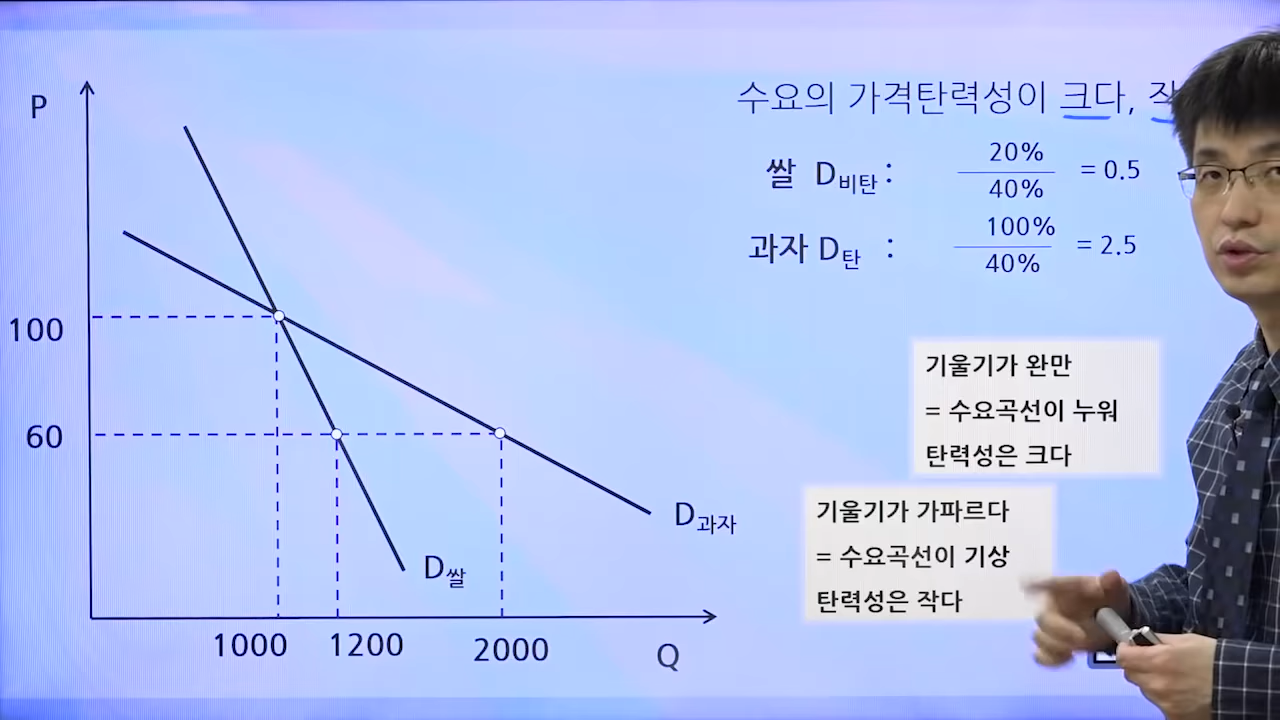 P
100
60
1000 1200 2000 Q
D쌀
D과자
수요의 가격탄력성이 크다,
쌀 D비탄 : 20%/40% = 0.5
과자 D탄 : 100%/40% = 2.5
기울기가 완만
= 수요곡선이 누워
탄력성은 크다
기울기가 가파르다
= 수요곡선이 기상
탄력성은 작다